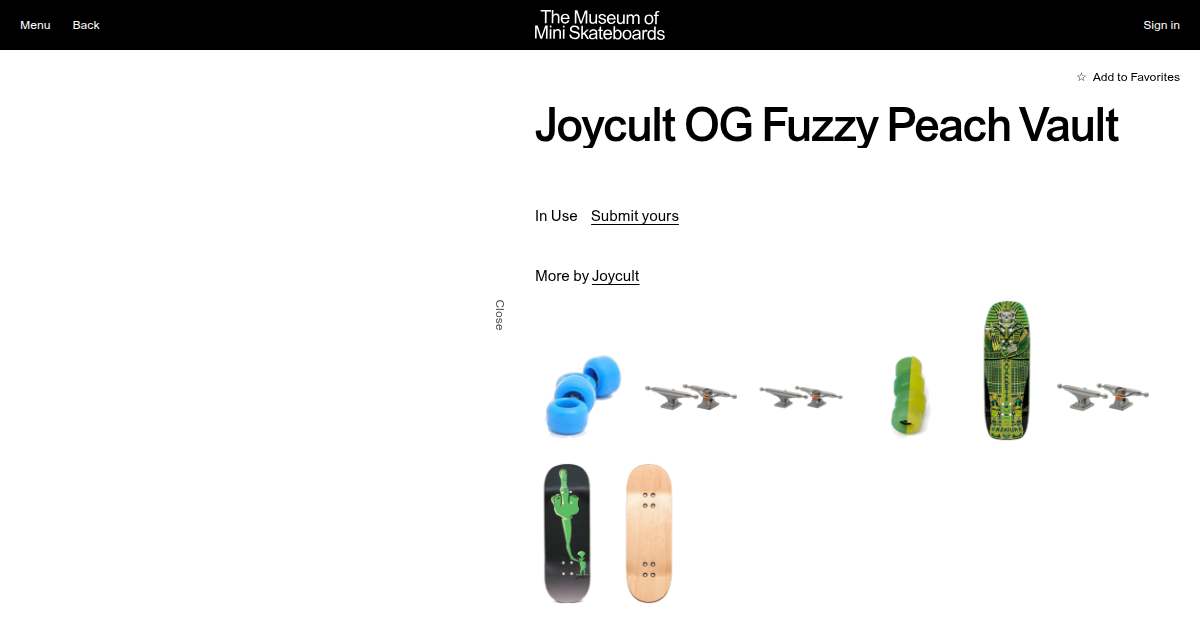 Menu
Back
The Museum of
Mini Skateboards
Sign in
☆ Add to Favorites
Joycult OG Fuzzy Peach Vault
In Use Submit yours
More by Joycult
Close